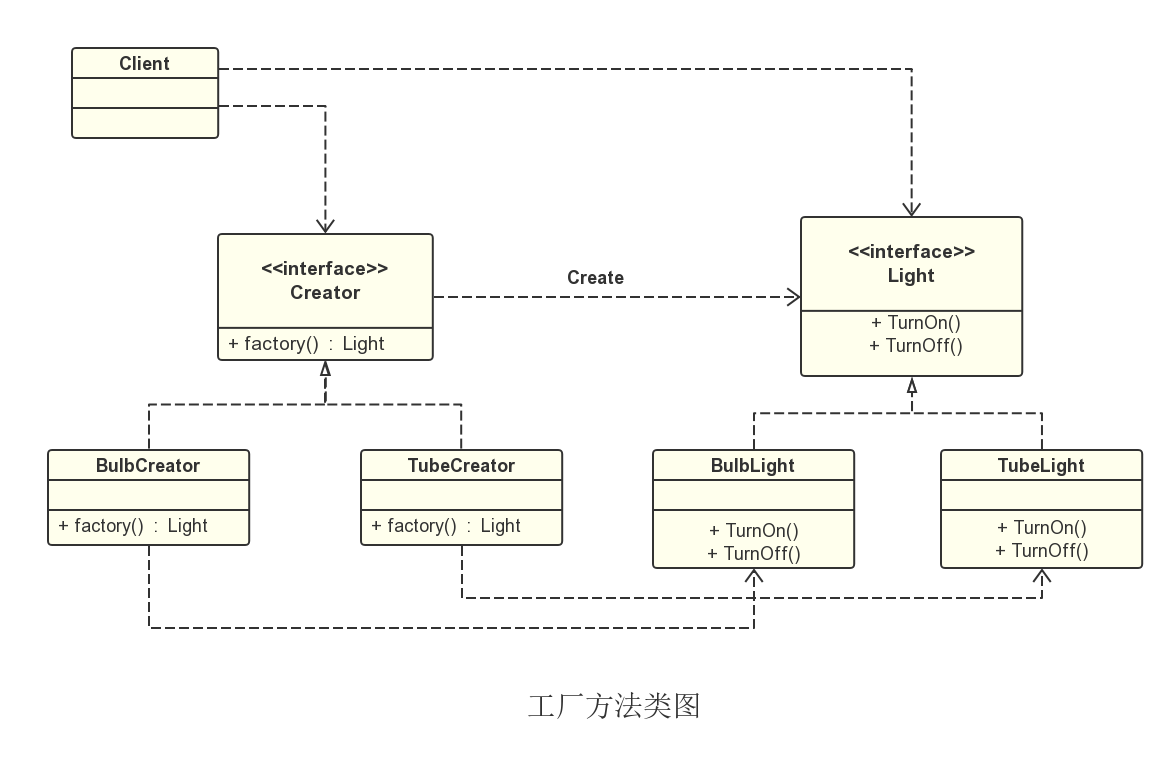 Client
<<interface>>
Creator
+ factory() : Light
Create
<<interface>>
Light
+ TurnOn()
+ TurnOff()
BulbCreator
+ factory() : Light
TubeCreator
+ factory() : Light
BulbLight
+ TurnOn()
+ TurnOff()
TubeLight
+ TurnOn()
+ TurnOff()
工厂方法类图